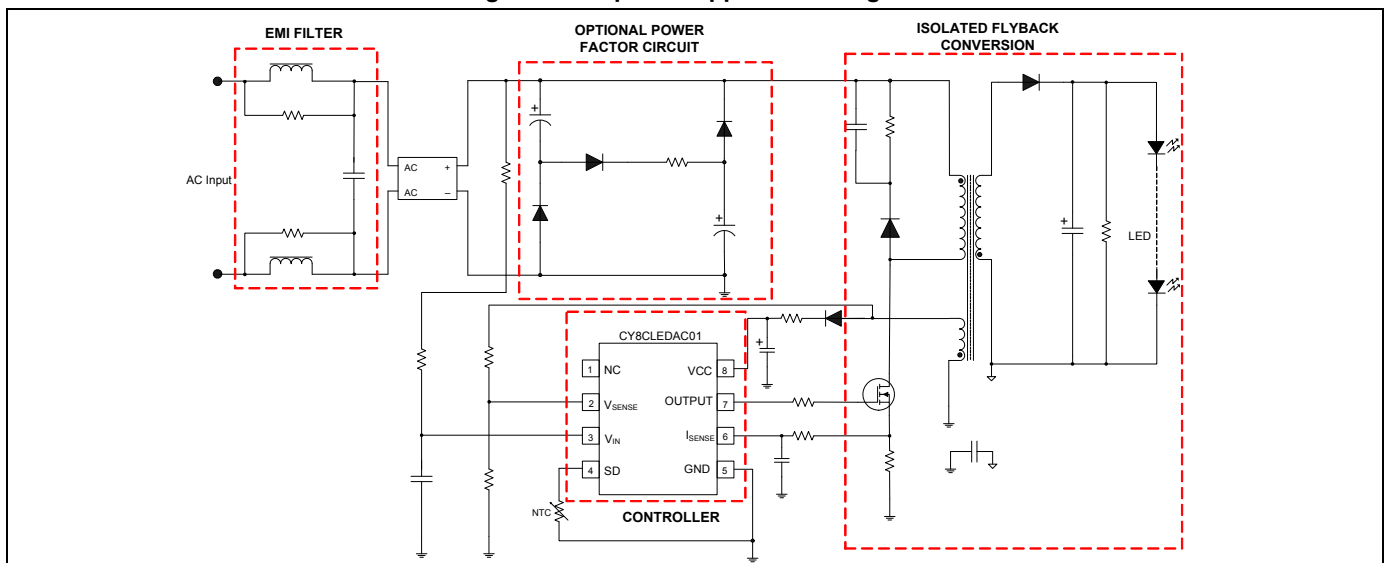 EMI FILTER
OPTIONAL POWER
FACTOR CIRCUIT
ISOLATED FLYBACK
CONVERSION
+
+
+
AC +
AC Input
AC –
LED
CY8CLEDAC01
+
1 NC
VCC 8
2 VSENSE
OUTPUT 7
3 VIN
ISENSE 6
4 SD
GND 5
NTC
CONTROLLER